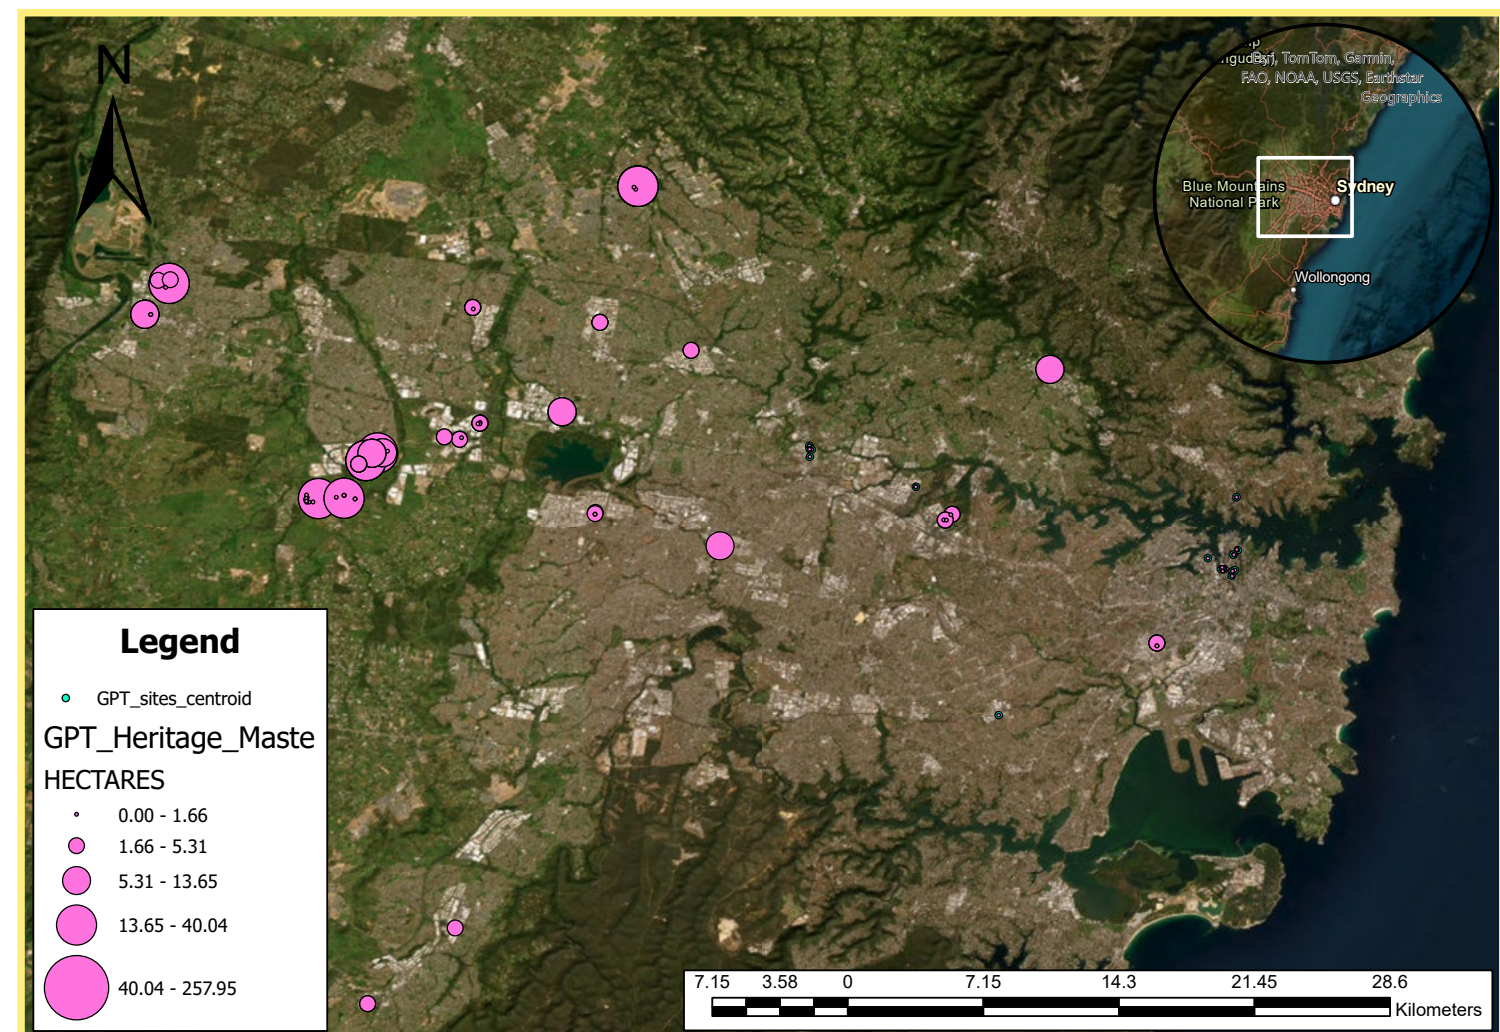 N
Esri, TomTom, Garmin,
FAO, NOAA, USGS, Earthstar
Geographics
Blue Mountains
National Park
Sydney
Wollongong
Legend
GPT_sites_centroid
GPT_Heritage_Maste
HECTARES
0.00 - 1.66
1.66 - 5.31
5.31 - 13.65
13.65 - 40.04
40.04 - 257.95
7.15 3.58 0 7.15 14.3 21.45 28.6
Kilometers